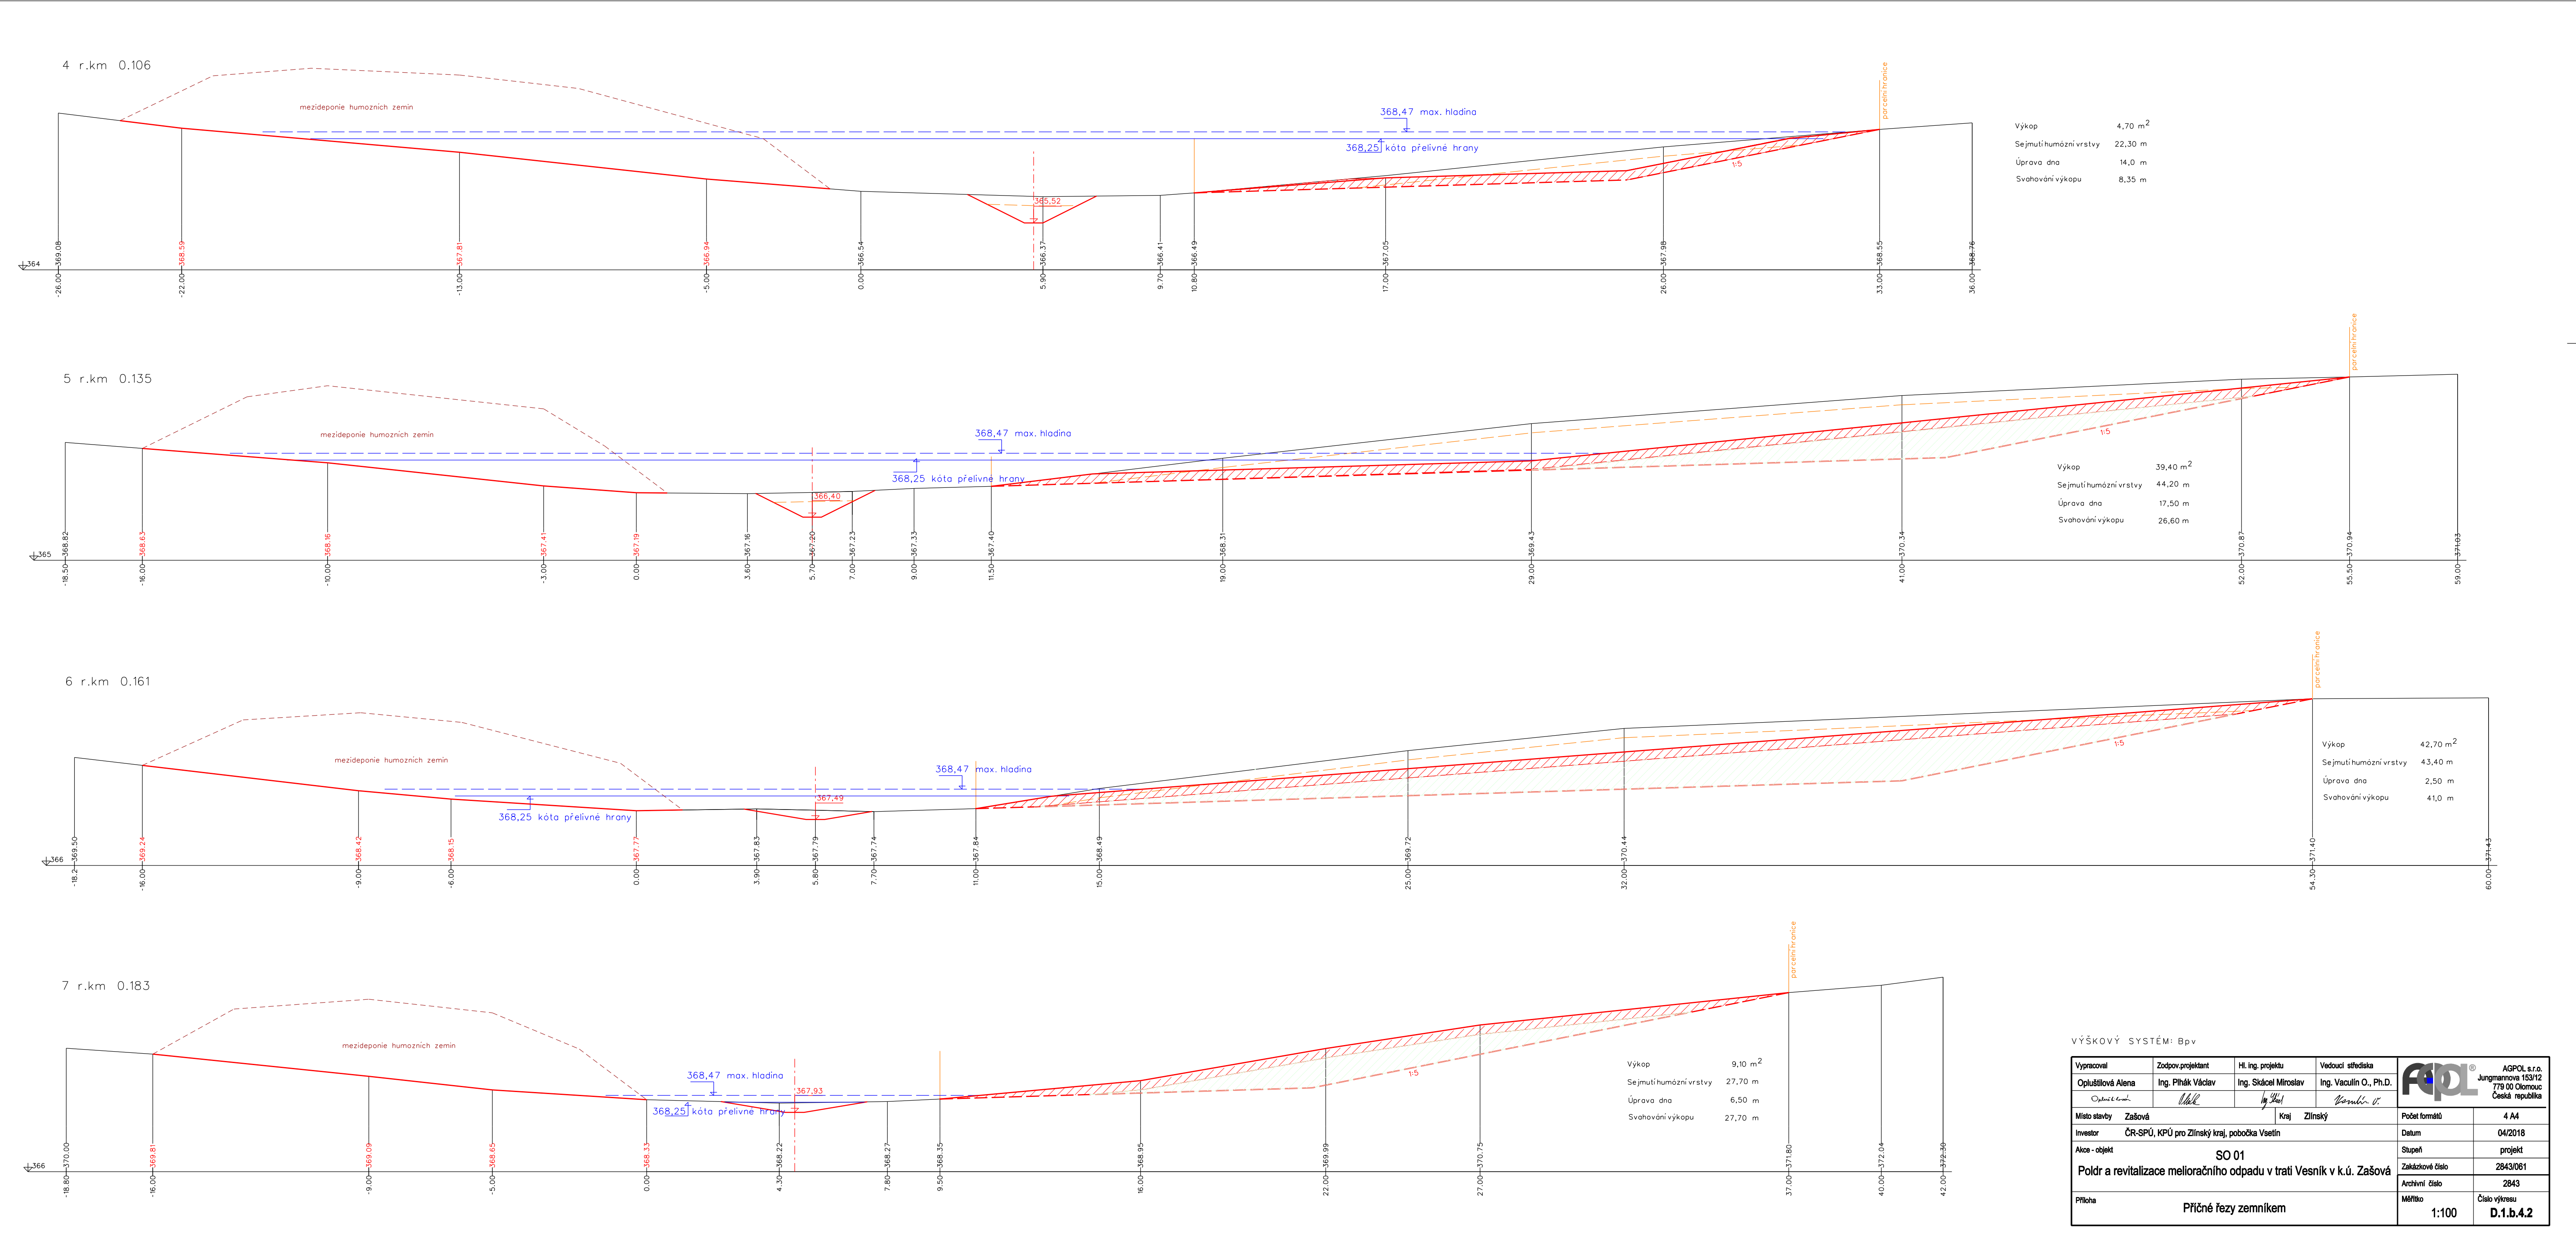 4 r.km 0.106
mezideponie humozních zemin
368,47 max. hladina
368,25 kóta přelivné hrany
parcelní hranice
365,52
1:5
Výkop 4,70 m2
Sejmutí humózní vrstvy 22,30 m
Úprava dna 14,0 m
Svahování výkopu 8,35 m
364
369.08 368.59 367.81 366.94 366.54 366.37 366.41 366.49 367.05 367.98 368.55 368.76
-26.00 -22.00 -13.00 -5.00 0.00 5.90 9.70 10.80 17.00 26.00 33.00 36.00
5 r.km 0.135
mezideponie humozních zemin
368,47 max. hladina
368,25 kóta přelivné hrany
parcelní hranice
366,40
1:5
Výkop 39,40 m2
Sejmutí humózní vrstvy 44,20 m
Úprava dna 17,50 m
Svahování výkopu 26,60 m
365
368.82 368.63 368.16 367.41 367.19 367.16 367.20 367.23 367.33 367.40 368.31 369.43 370.34 370.87 370.94 371.03
-18.50 -16.00 -10.00 -3.00 0.00 3.60 5.70 7.00 9.00 11.50 19.00 29.00 41.00 52.00 55.50 59.00
6 r.km 0.161
mezideponie humozních zemin
368,47 max. hladina
368,25 kóta přelivné hrany
parcelní hranice
367,49
1:5
Výkop 42,70 m2
Sejmutí humózní vrstvy 43,40 m
Úprava dna 2,50 m
Svahování výkopu 41,0 m
366
369.50 369.24 368.42 368.15 367.77 367.83 367.79 367.74 367.84 368.49 369.72 370.44 371.40 371.43
-18.2 -16.00 -9.00 -6.00 0.00 3.90 5.80 7.70 11.00 15.00 25.00 32.00 54.30 60.00
7 r.km 0.183
mezideponie humozních zemin
368,47 max. hladina
368,25 kóta přelivné hrany
parcelní hranice
367,93
1:5
Výkop 9,10 m2
Sejmutí humózní vrstvy 27,70 m
Úprava dna 6,50 m
Svahování výkopu 27,70 m
366
370.00 369.81 369.09 368.65 368.33 368.22 368.27 368.35 368.95 369.99 370.75 371.80 372.04 372.30
-18.80 -16.00 -9.00 -5.00 0.00 4.30 7.80 9.50 16.00 22.00 27.00 37.00 40.00 42.00
VÝŠKOVÝ SYSTÉM: Bpv
Vypracoval Zodpov.projektant Hl. ing. projektu Vedoucí střediska
Opluštilová Alena Ing. Plhák Václav Ing. Skácel Miroslav Ing. Vaculín O., Ph.D.
AGPOL®
AGPOL s.r.o.
Jungmannova 153/12
779 00 Olomouc
Česká republika
Místo stavby Zašová Kraj Zlínský
Počet formátů 4 A4
Investor ČR-SPÚ, KPÚ pro Zlínský kraj, pobočka Vsetín
Datum 04/2018
Akce - objekt SO 01
Poldr a revitalizace melioračního odpadu v trati Vesník v k.ú. Zašová
Stupeň projekt
Zakázkové číslo 2843/061
Archivní číslo 2843
Příloha Příčné řezy zemníkem
Měřítko 1:100
Číslo výkresu D.1.b.4.2